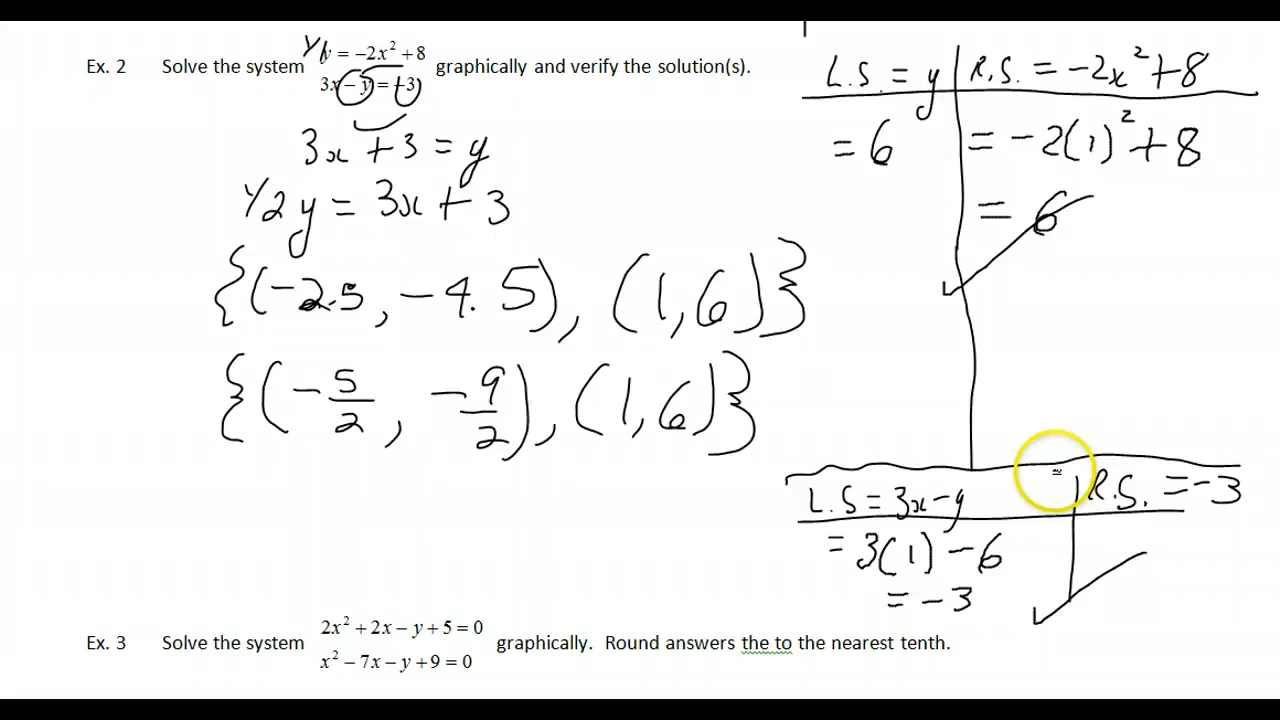 Ex. 2 Solve the system y = -2x² + 8 graphically and verify the solution(s).
3x - y = -3
3x + 3 = y
Y2 y = 3x + 3
{(-2.5, -4.5), (1, 6)}
{(-5/2, -9/2), (1, 6)}
L.S. = y R.S. = -2x² + 8
= 6 = -2(1)² + 8
= 6
L.S = 3x - y R.S. = -3
= 3(1) - 6
= -3
Ex. 3 Solve the system 2x² + 2x - y + 5 = 0 graphically. Round answers the to the nearest tenth.
x² - 7x - y + 9 = 0